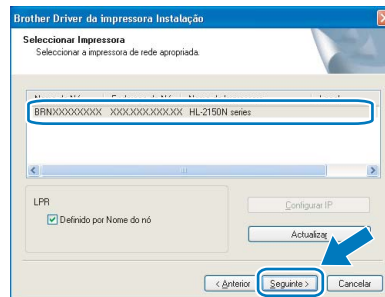 Brother Driver da impressora Instalação
Seleccionar Impressora
Seleccionar a impressora de rede apropriada.
BRNXXXXXXXX XXX.XXX.XXX.XX HL-2150N series
LPR
Definido por Nome do nó
Configurar IP
Actualizar
< Anterior Seguinte > Cancelar